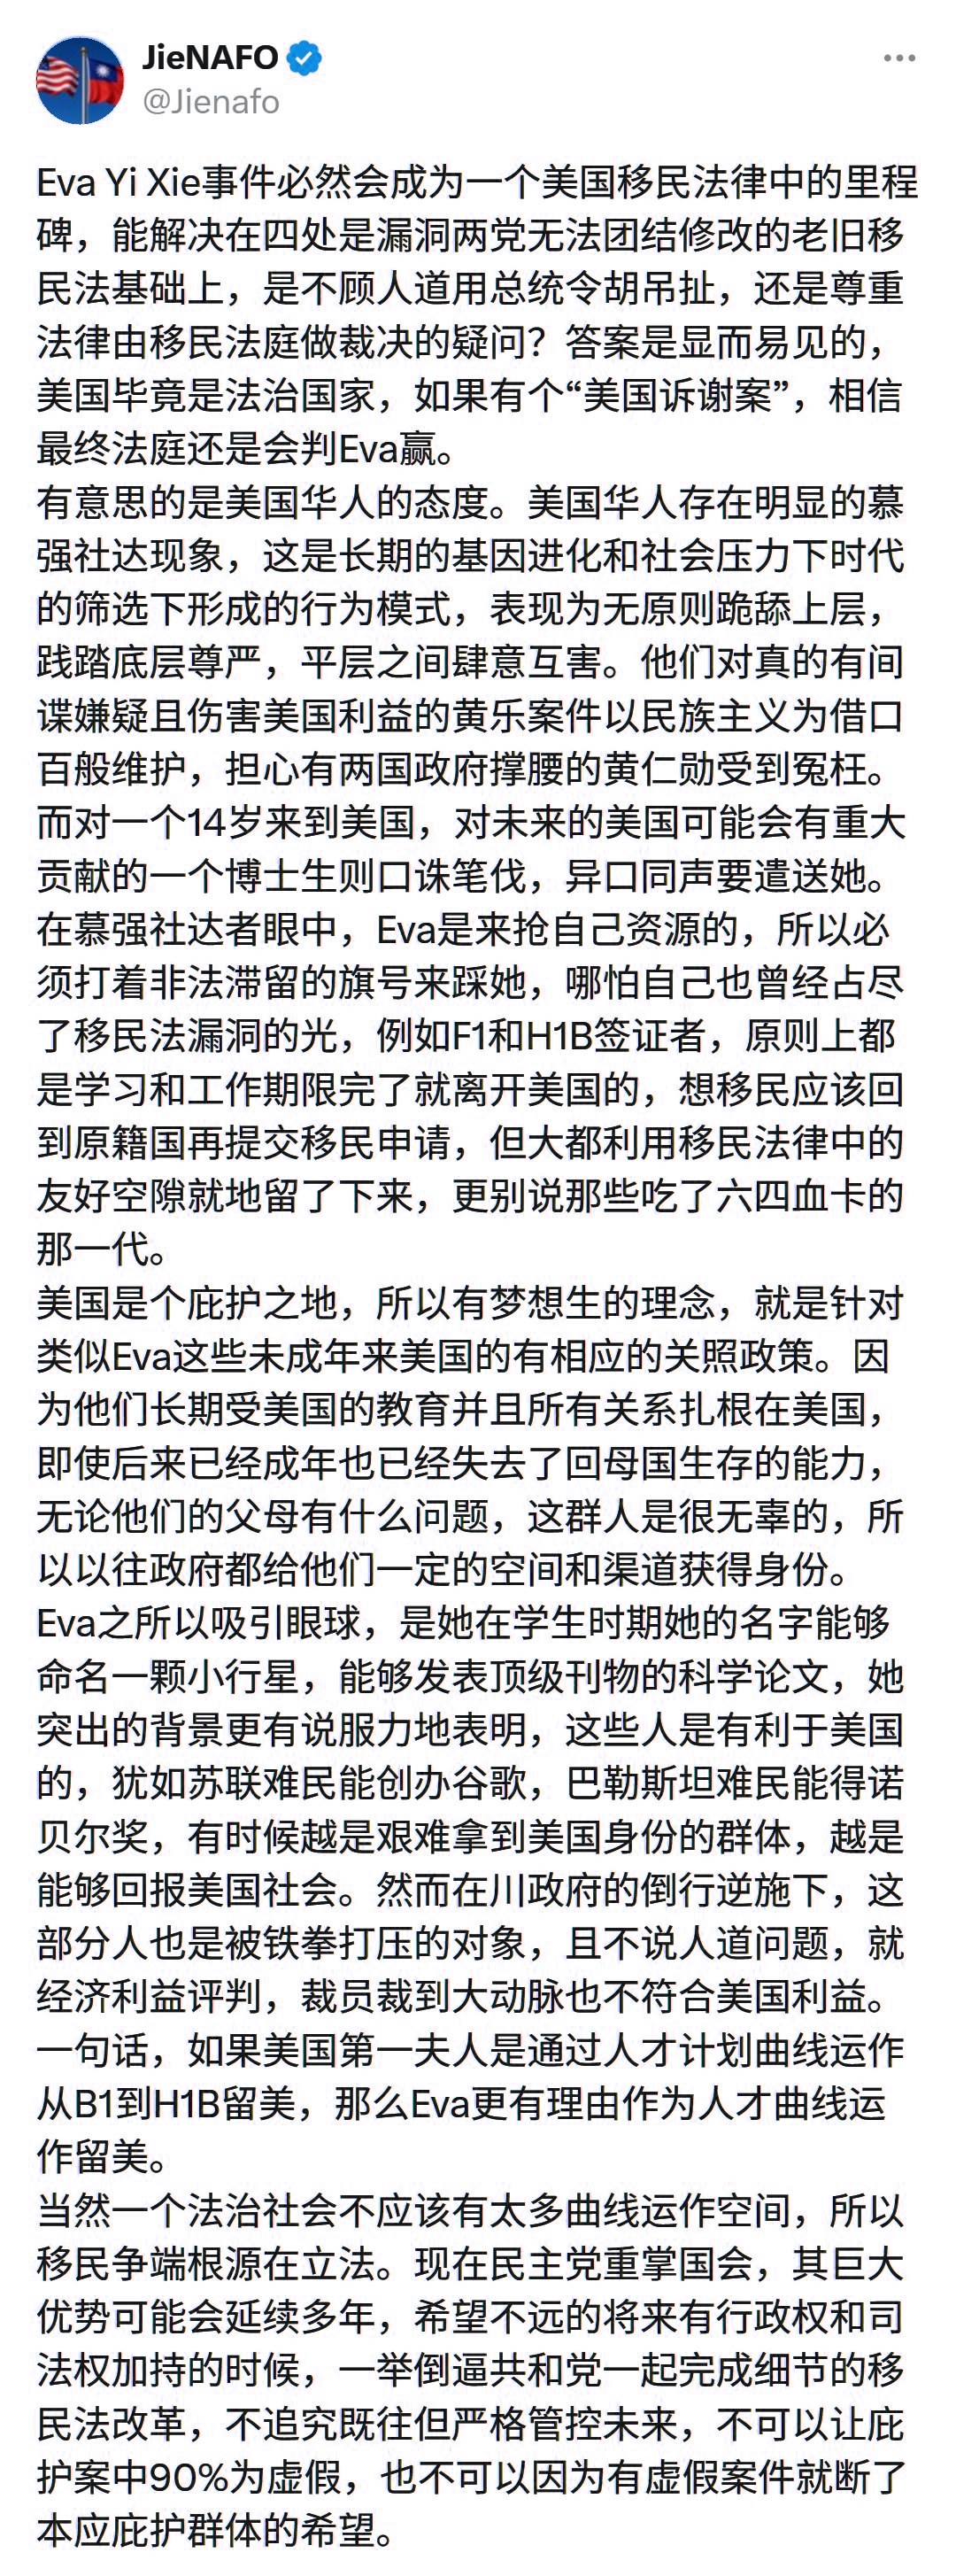 JieNAFO
@Jienafo
Eva Yi Xie事件必然会成为一个美国移民法律中的里程
碑，能解决在四处是漏洞两党无法团结修改的老旧移
民法基础上，是不顾人道用总统令胡吊扯，还是尊重
法律由移民法庭做裁决的疑问？答案是显而易见的，
美国毕竟是法治国家，如果有个“美国诉谢案”，相信
最终法庭还是会判Eva赢。
有意思的是美国华人的态度。美国华人存在明显的慕
强社达现象，这是长期的基因进化和社会压力下时代
的筛选下形成的行为模式，表现为无原则跪舔上层，
践踏底层尊严，平层之间肆意互害。他们对真的有间
谍嫌疑且伤害美国利益的黄乐案件以民族主义为借口
百般维护，担心有两国政府撑腰的黄仁勋受到冤枉。
而对一个14岁来到美国，对未来的美国可能会有重大
贡献的一个博士生则口诛笔伐，异口同声要遣送她。
在慕强社达者眼中，Eva是来抢自己资源的，所以必
须打着非法滞留的旗号来踩她，哪怕自己也曾经占尽
了移民法漏洞的光，例如F1和H1B签证者，原则上都
是学习和工作期限完了就离开美国的，想移民应该回
到原籍国再提交移民申请，但大都利用移民法律中的
友好空隙就地留了下来，更别说那些吃了六四血卡的
那一代。
美国是个庇护之地，所以有梦想生的理念，就是针对
类似Eva这些未成年来美国的有相应的关照政策。因
为他们长期受美国的教育并且所有关系扎根在美国，
即使后来已经成年也已经失去了回母国生存的能力，
无论他们的父母有什么问题，这群人是很无辜的，所
以以往政府都给他们一定的空间和渠道获得身份。
Eva之所以吸引眼球，是她在学生时期她的名字能够
命名一颗小行星，能够发表顶级刊物的科学论文，她
突出的背景更有说服力地表明，这些人是有利于美国
的，犹如苏联难民能创办谷歌，巴勒斯坦难民能得诺
贝尔奖，有时候越是艰难拿到美国身份的群体，越是
能够回报美国社会。然而在川政府的倒行逆施下，这
部分人也是被铁拳打压的对象，且不说人道问题，就
经济利益评判，裁员裁到大动脉也不符合美国利益。
一句话，如果美国第一夫人是通过人才计划曲线运作
从B1到H1B留美，那么Eva更有理由作为人才曲线运
作留美。
当然一个法治社会不应该有太多曲线运作空间，所以
移民争端根源在立法。现在民主党重掌国会，其巨大
优势可能会延续多年，希望不远的将来有行政权和司
法权加持的时候，一举倒逼共和党一起完成细节的移
民法改革，不追究既往但严格管控未来，不可以让庇
护案中90%为虚假，也不可以因为有虚假案件就断了
本应庇护群体的希望。